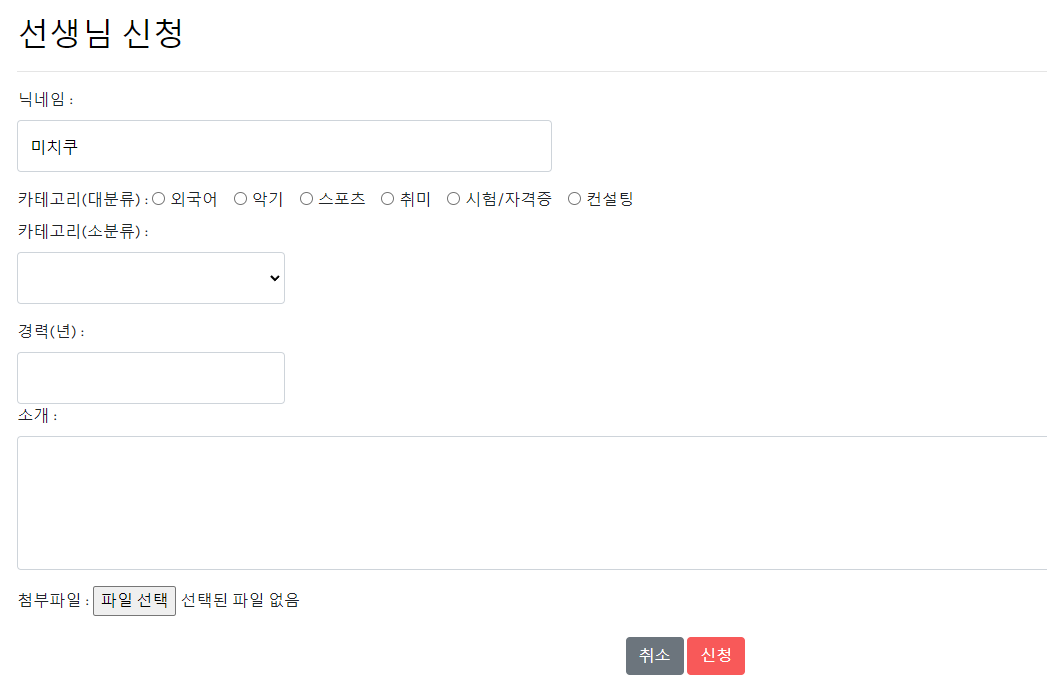 선생님 신청
닉네임 :
미치쿠
카테고리(대분류) : 외국어 악기 스포츠 취미 시험/자격증 컨설팅
카테고리(소분류) :
경력(년) :
소개 :
첨부파일 : 파일 선택 선택된 파일 없음
취소 신청